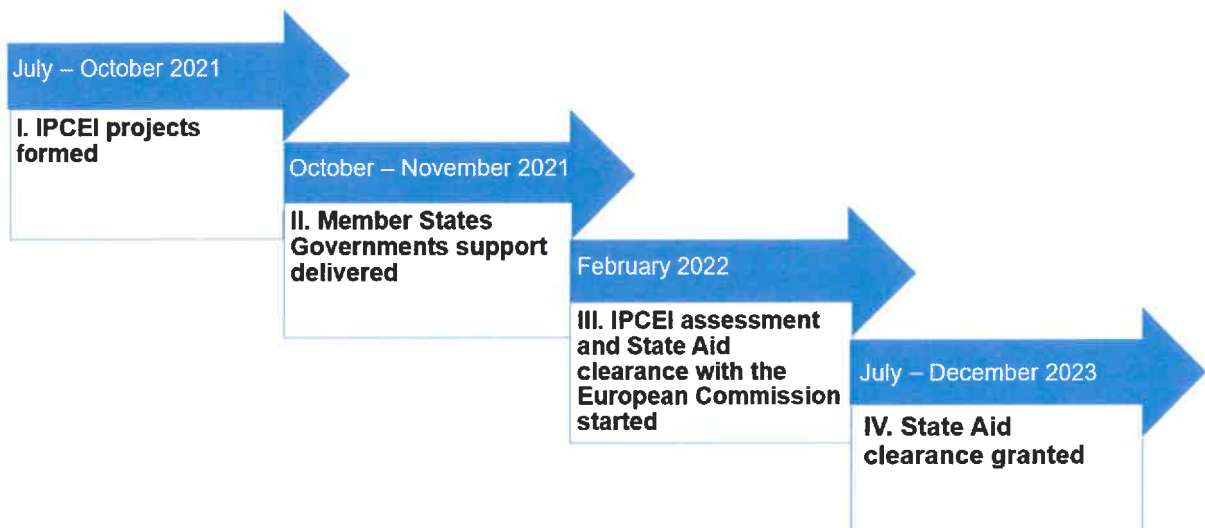 July – October 2021
I. IPCEI projects
formed
October – November 2021
II. Member States
Governments support
delivered
February 2022
III. IPCEI assessment
and State Aid
clearance with the
European Commission
started
July – December 2023
IV. State Aid
clearance granted